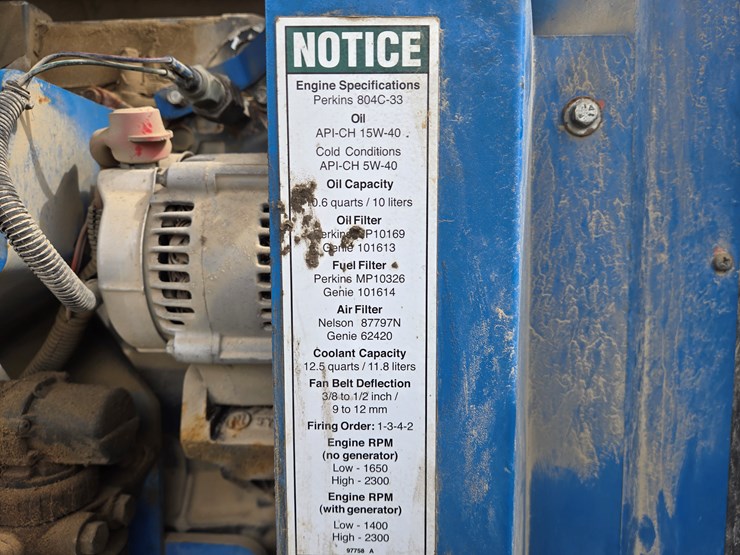 NOTICE
Engine Specifications
Perkins 804C-33
Oil
API-CH 15W-40
Cold Conditions
API-CH 5W-40
Oil Capacity
10.6 quarts / 10 liters
Oil Filter
Perkins MP10169
Genie 101613
Fuel Filter
Perkins MP10326
Genie 101614
Air Filter
Nelson 87797N
Genie 62420
Coolant Capacity
12.5 quarts / 11.8 liters
Fan Belt Deflection
3/8 to 1/2 inch /
9 to 12 mm
Firing Order: 1-3-4-2
Engine RPM
(no generator)
Low - 1650
High - 2300
Engine RPM
(with generator)
Low - 1400
High - 2300
97758 A